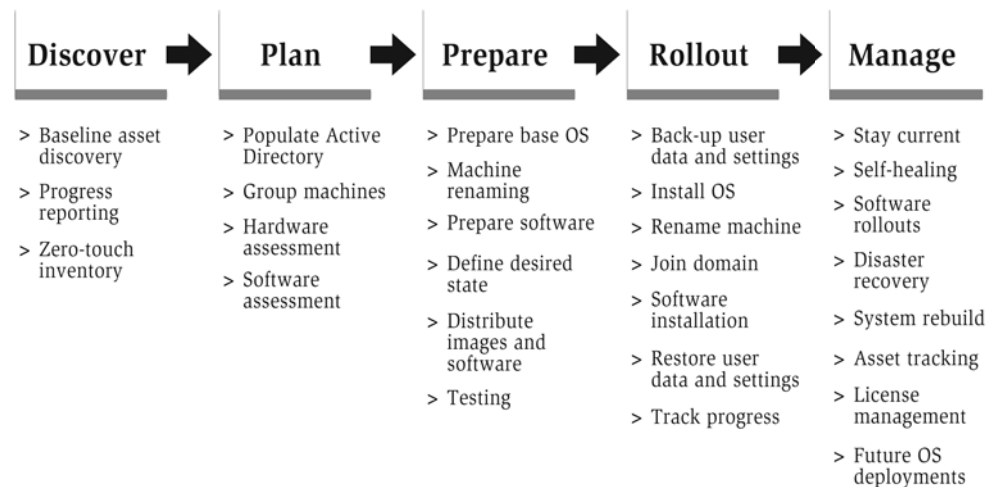 Discover
Plan
Prepare
Rollout
Manage
> Baseline asset
discovery
> Progress
reporting
> Zero-touch
inventory
> Populate Active
Directory
> Group machines
> Hardware
assessment
> Software
assessment
> Prepare base OS
> Machine
renaming
> Prepare software
> Define desired
state
> Distribute
images and
software
> Testing
> Back-up user
data and settings
> Install OS
> Rename machine
> Join domain
> Software
installation
> Restore user
data and settings
> Track progress
> Stay current
> Self-healing
> Software
rollouts
> Disaster
recovery
> System rebuild
> Asset tracking
> License
management
> Future OS
deployments